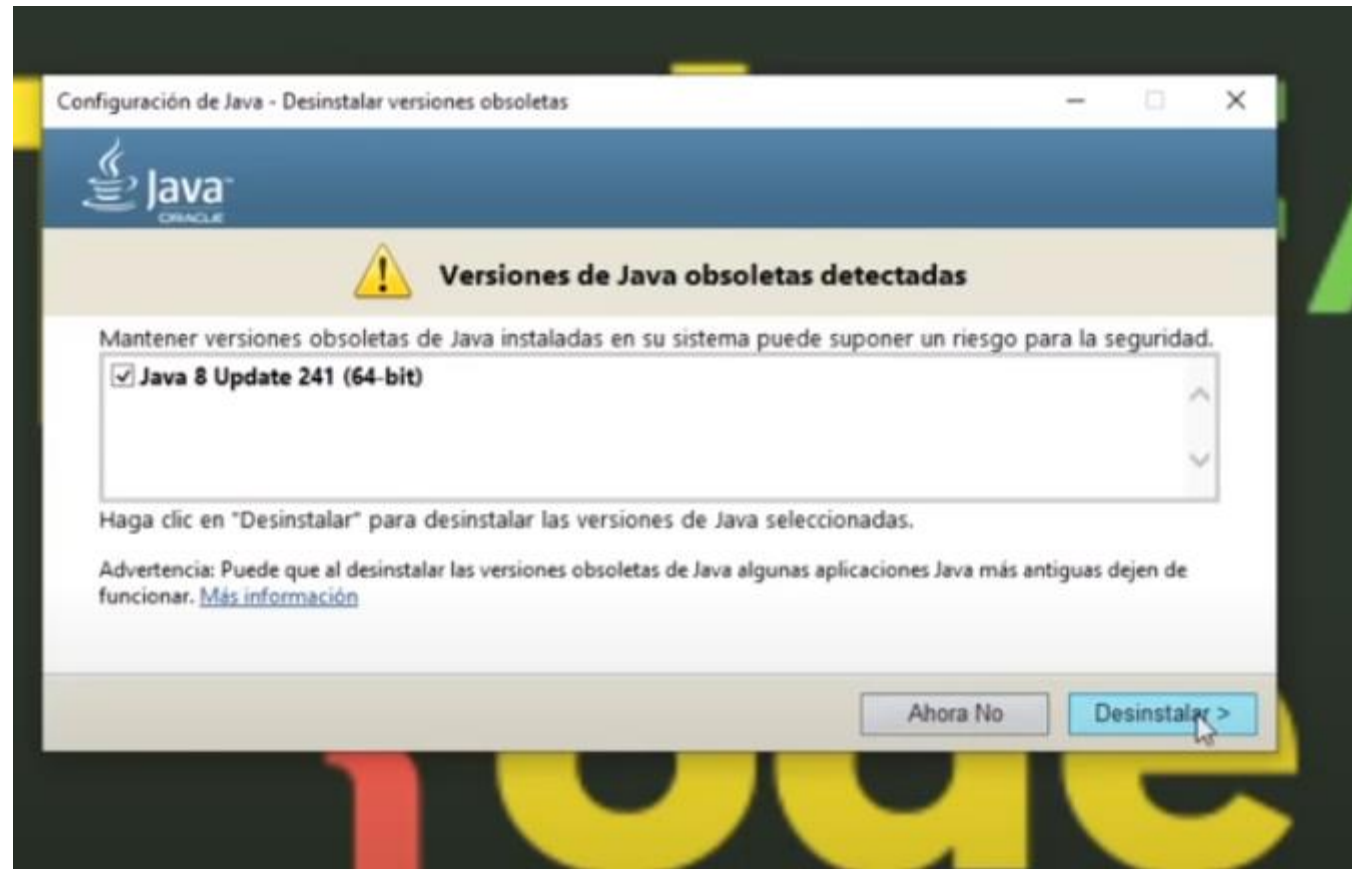 Configuración de Java - Desinstalar versiones obsoletas
Java
ORACLE
Versiones de Java obsoletas detectadas
Mantener versiones obsoletas de Java instaladas en su sistema puede suponer un riesgo para la seguridad.
Java 8 Update 241 (64-bit)
Haga clic en "Desinstalar" para desinstalar las versiones de Java seleccionadas.
Advertencia: Puede que al desinstalar las versiones obsoletas de Java algunas aplicaciones Java más antiguas dejen de
funcionar. Más información
Ahora No
Desinstalar >